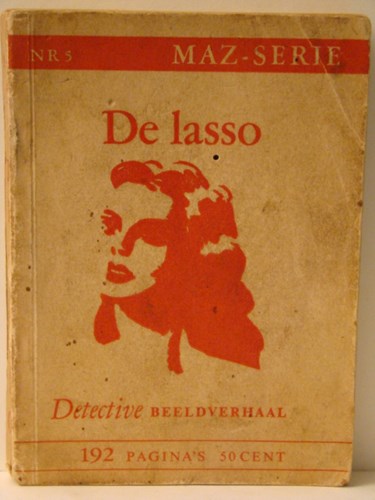 NR 5 MAZ-SERIE
De lasso
Detective BEELDVERHAAL
192 PAGINA'S 50 CENT